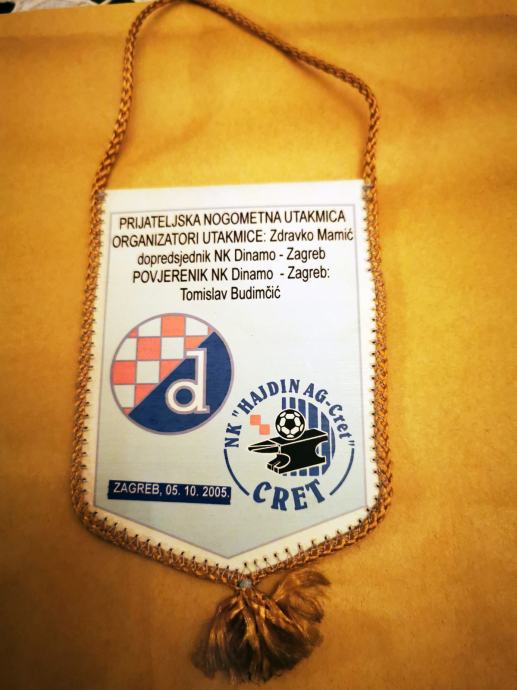 PRIJATELJSKA NOGOMETNA UTAKMICA
ORGANIZATORI UTAKMICE: Zdravko Mamić
dopredsjednik NK Dinamo - Zagreb
POVJERENIK NK Dinamo - Zagreb:
Tomislav Budimčić
d
NK "HAJDIN AG-Cret"
CRET
ZAGREB, 05. 10. 2005.